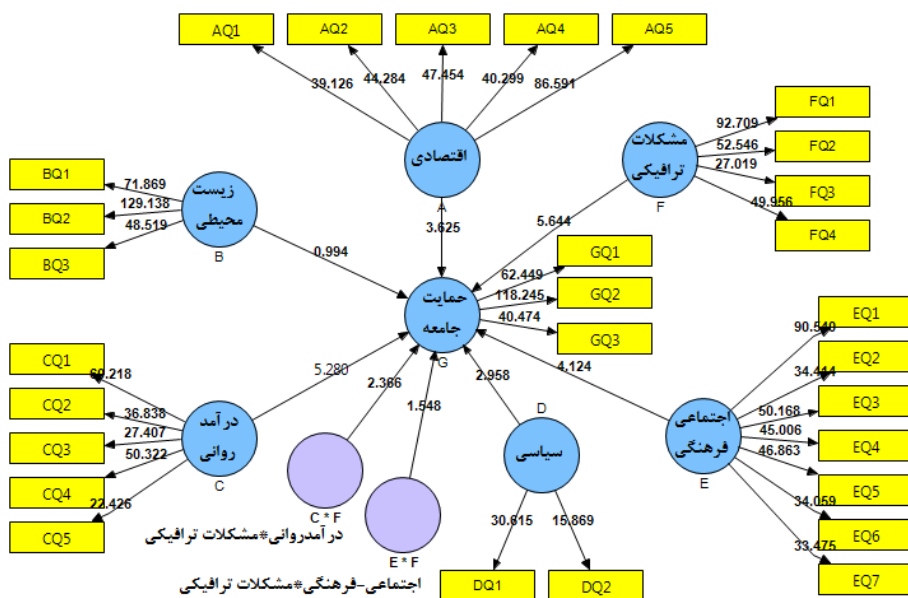 AQ1 AQ2 AQ3 AQ4 AQ5
39.126 44.284 47.454 40.299 86.591
اقتصادی
A
3.625
FQ1
FQ2
FQ3
FQ4
92.709
52.546
27.019
49.956
مشکلات
ترافیکی
F
5.644
BQ1
BQ2
BQ3
71.869
129.138
48.519
زیست
محیطی
B
0.994
GQ1
GQ2
GQ3
62.449
118.245
40.474
حمایت
جامعه
G
CQ1
CQ2
CQ3
CQ4
CQ5
36.838
27.407
50.322
22.426
در آمد
روانی
C
5.280
2.366
1.548
2.958
4.124
C * F
در آمدروانی*مشکلات ترافیکی
E * F
اجتماعی-فرهنگی*مشکلات ترافیکی
D
سیاسی
30.615 15.869
DQ1 DQ2
اجتماعی
فرهنگی
E
EQ1
EQ2
EQ3
EQ4
EQ5
EQ6
EQ7
90.540
34.444
50.168
45.006
46.863
34.059
33.475